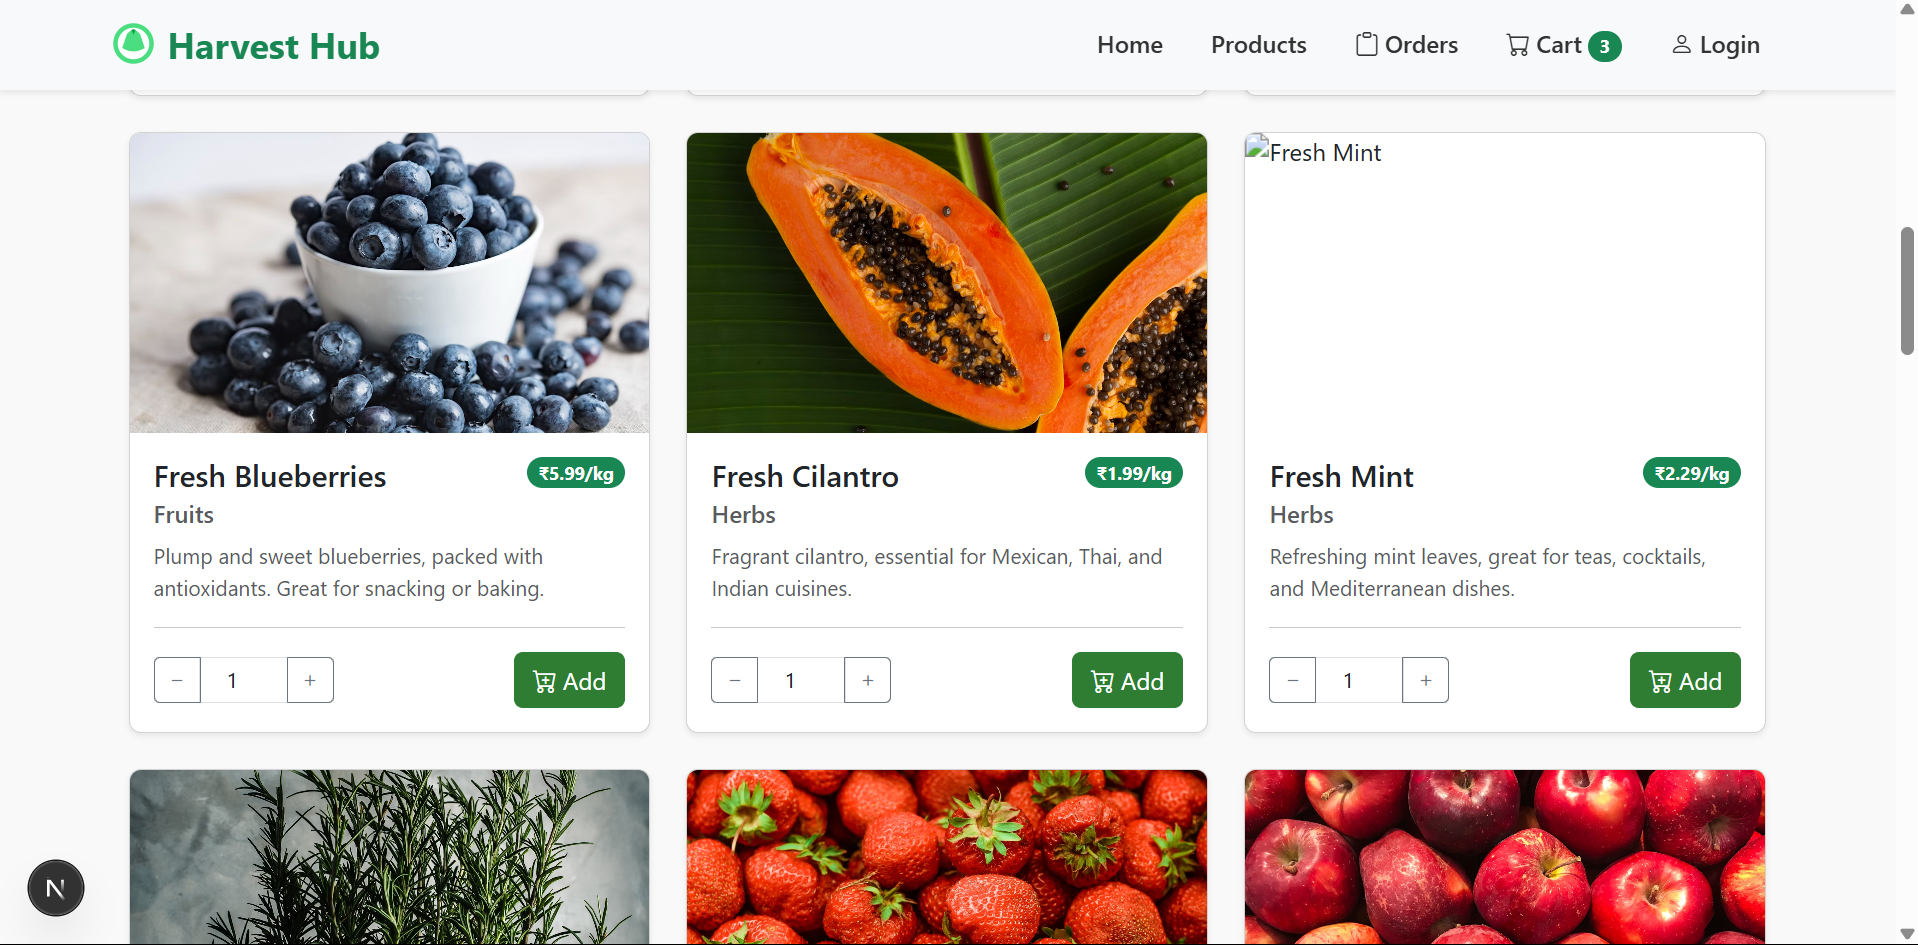 Harvest Hub
Home
Products
Orders
Cart 3
Login
Fresh Mint
Fresh Blueberries
₹5.99/kg
Fruits
Plump and sweet blueberries, packed with
antioxidants. Great for snacking or baking.
− 1 +
Add
Fresh Cilantro
₹1.99/kg
Herbs
Fragrant cilantro, essential for Mexican, Thai, and
Indian cuisines.
− 1 +
Add
Fresh Mint
₹2.29/kg
Herbs
Refreshing mint leaves, great for teas, cocktails,
and Mediterranean dishes.
− 1 +
Add
N